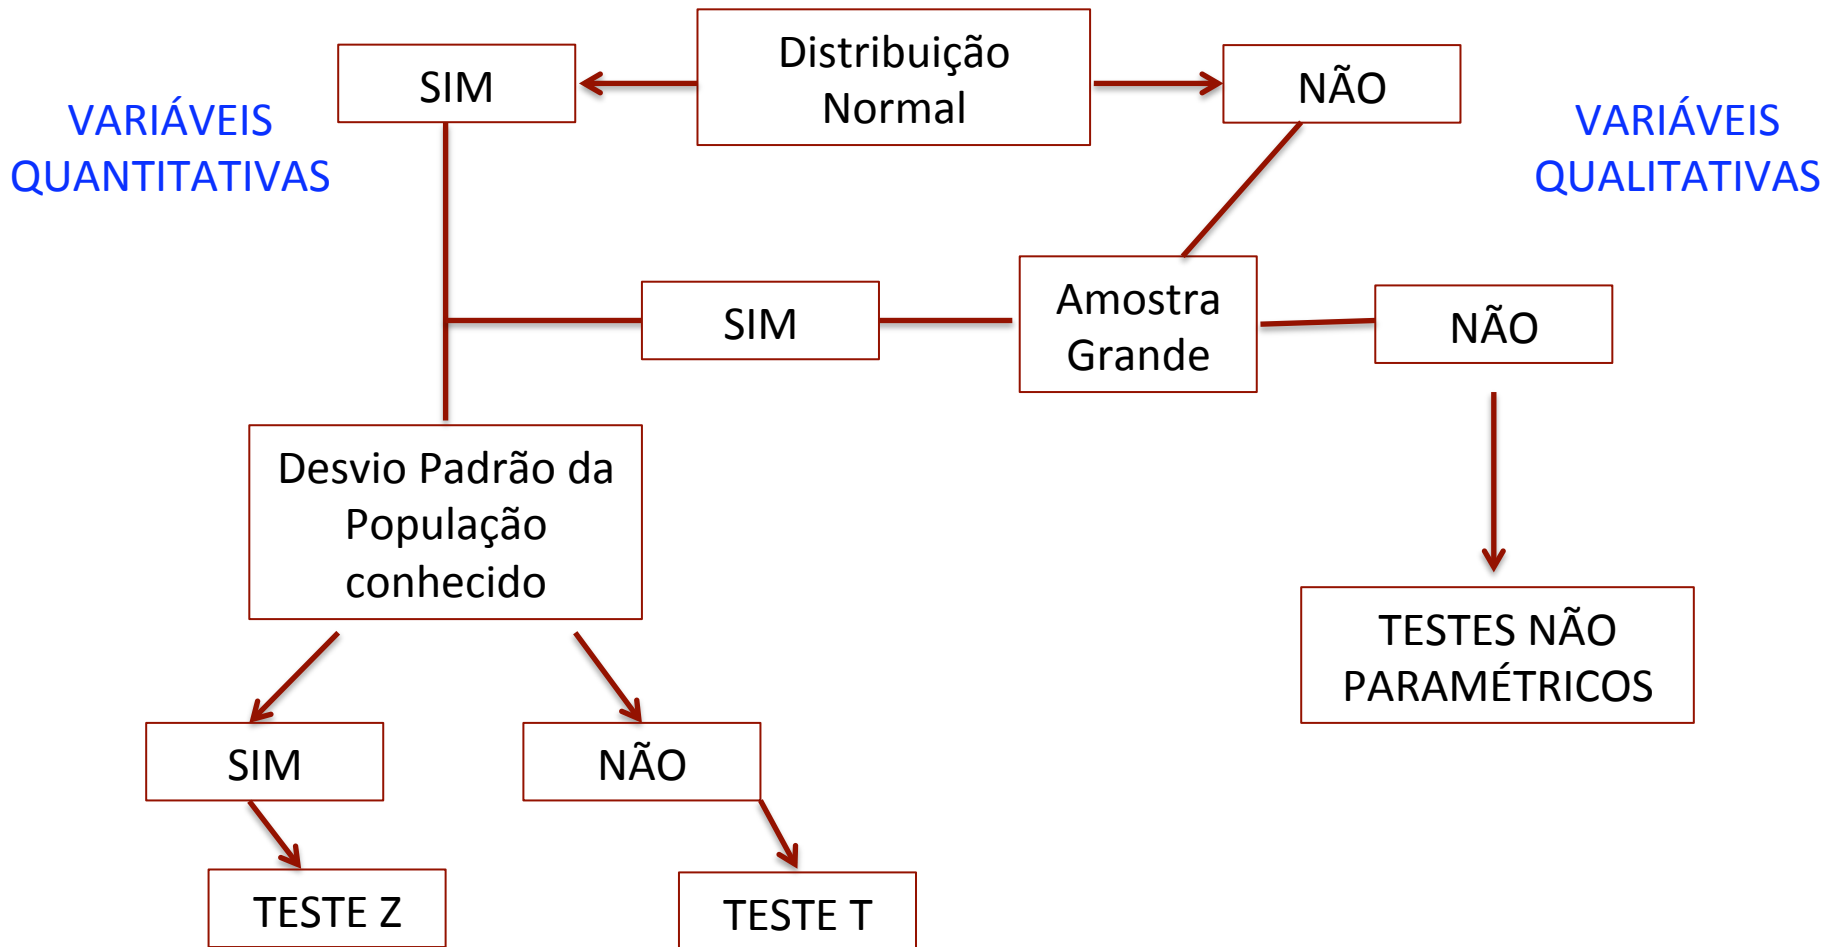 Distribuição
Normal
SIM
NÃO
VARIÁVEIS
QUANTITATIVAS
VARIÁVEIS
QUALITATIVAS
SIM
Amostra
Grande
NÃO
Desvio Padrão da
População
conhecido
TESTES NÃO
PARAMÉTRICOS
SIM
NÃO
TESTE Z
TESTE T